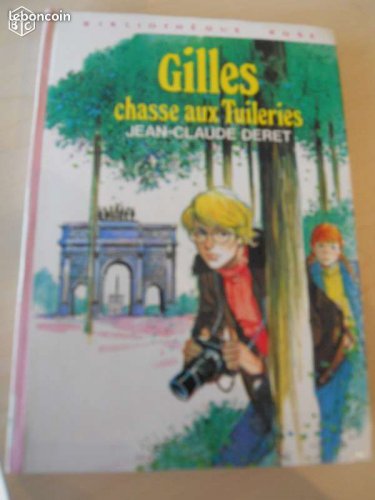 leboncoin
BIBLIOTHÈQUE ROSE
Gilles
chasse aux Tuileries
JEAN-CLAUDE DERET